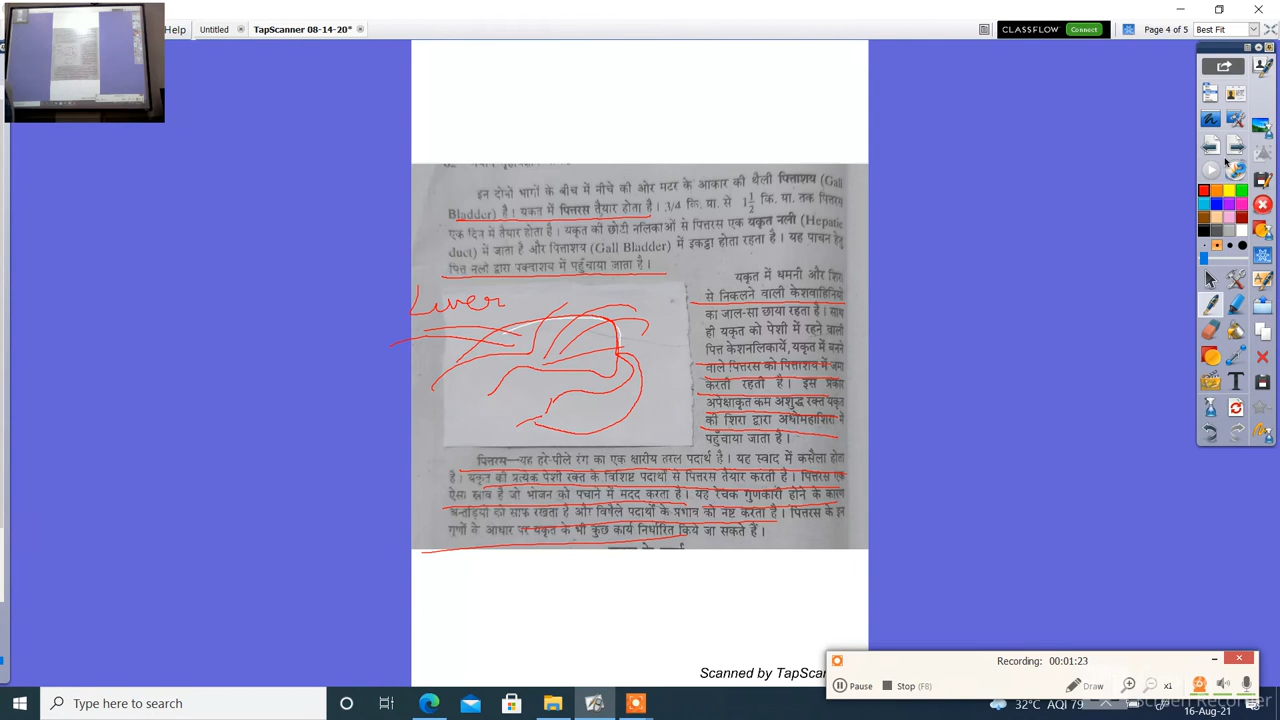 Help
Untitled
TapScanner 08-14-20*
CLASSFLOW
Connect
Page 4 of 5
Best Fit
इन दोनों भागों के बीच में नीचे की ओर मटर के आकार की थैली पित्ताशय (Gall
Bladder) है। यकृत में पित्तरस तैयार होता है। 3/4 कि. पा. से 1 1/2 कि. पा. तक पित्तरस
एक दिन में तैयार होता है। यकृत की छोटी नलिकाओं से पित्तरस एक यकृत नली (Hepatic
duct) में जाता है और पित्ताशय (Gall Bladder) में इकट्ठा होता रहता है। यह पाचन हेतु
पित्त नली द्वारा पक्वाशय में पहुँचाया जाता है।
यकृत में धमनी और शिरा
से निकलने वाली केशवाहिनियों
का जाल-सा छाया रहता है। साथ
ही यकृत की पेशी में रहने वाली
पित्त केशनलिकायें, यकृत में बनने
वाले पित्तरस को पित्ताशय में जमा
करती रहती है। इस प्रकार
अपेक्षाकृत कम अशुद्ध रक्त यकृत
की शिरा द्वारा अधोमहाशिरा में
पहुँचाया जाता है।
Liver
पित्तरस—यह हरे-पीले रंग का एक क्षारीय तरल पदार्थ है। यह स्वाद में कसैला होता
है। यकृत की प्रत्येक पेशी रक्त के विशिष्ट पदार्थों से पित्तरस तैयार करती है। पित्तरस एक
ऐसा स्राव है जो भोजन को पचाने में मदद करता है। यह रेचक गुणकारी होने के कारण
अन्तड़ियों को साफ रखता है और विषैले पदार्थों के प्रभाव को नष्ट करता है। पित्तरस के इन
गुणों के आधार पर यकृत के भी कुछ कार्य निर्धारित किये जा सकते हैं।
Scanned by TapScan
Recording: 00:01:23
Pause
Stop (F8)
Draw
x1
Type here to search
32°C AQI 79
16-Aug-21